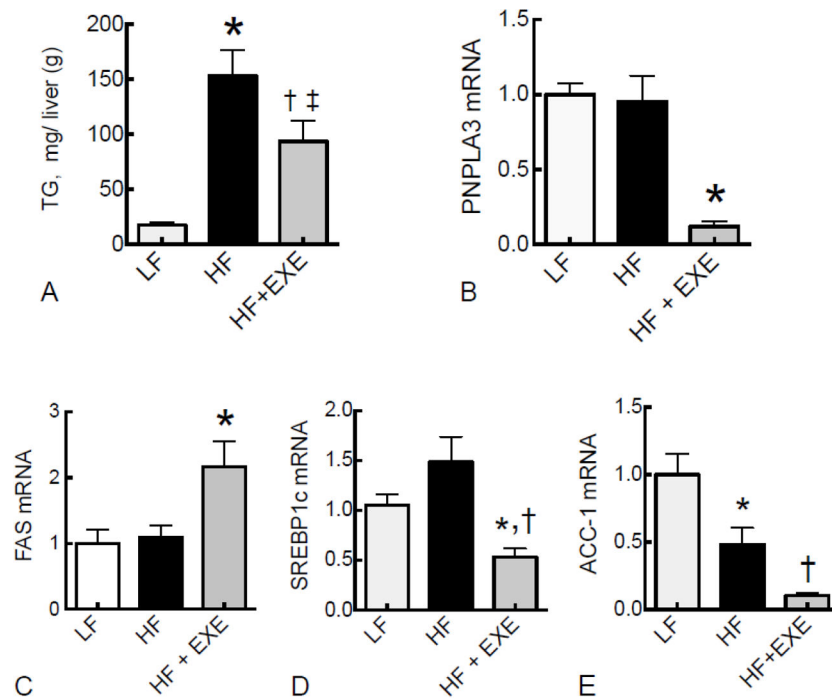 TG, mg/ liver (g)
200
150
100
50
0
*
† ‡
LF
HF
HF+EXE
A
PNPLA3 mRNA
1.5
1.0
0.5
0.0
*
LF
HF
HF + EXE
B
FAS mRNA
3
2
1
0
*
LF
HF
HF + EXE
C
SREBP1c mRNA
2.0
1.5
1.0
0.5
0.0
*,†
LF
HF
HF + EXE
D
ACC-1 mRNA
1.5
1.0
0.5
0.0
*
†
LF
HF
HF+EXE
E